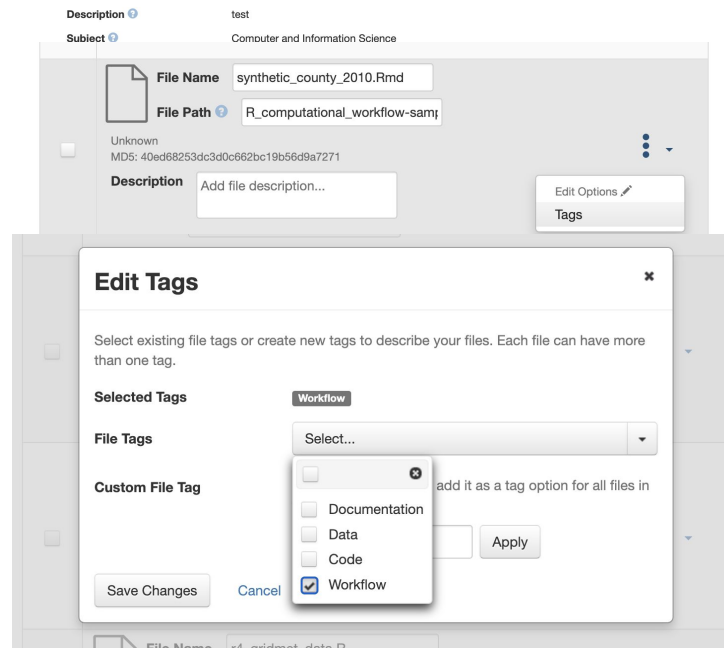 Description ? test
Subject ? Computer and Information Science
File Name synthetic_county_2010.Rmd
File Path ? R_computational_workflow-samp
Unknown
MD5: 40ed68253dc3d0c662bc19b56d9a7271
Description Add file description...
Edit Options
Tags
Edit Tags
Select existing file tags or create new tags to describe your files. Each file can have more
than one tag.
Selected Tags Workflow
File Tags Select...
Custom File Tag add it as a tag option for all files in
Documentation
Data
Code
Workflow
Apply
Save Changes Cancel
File Name r4_gridmet_data.R